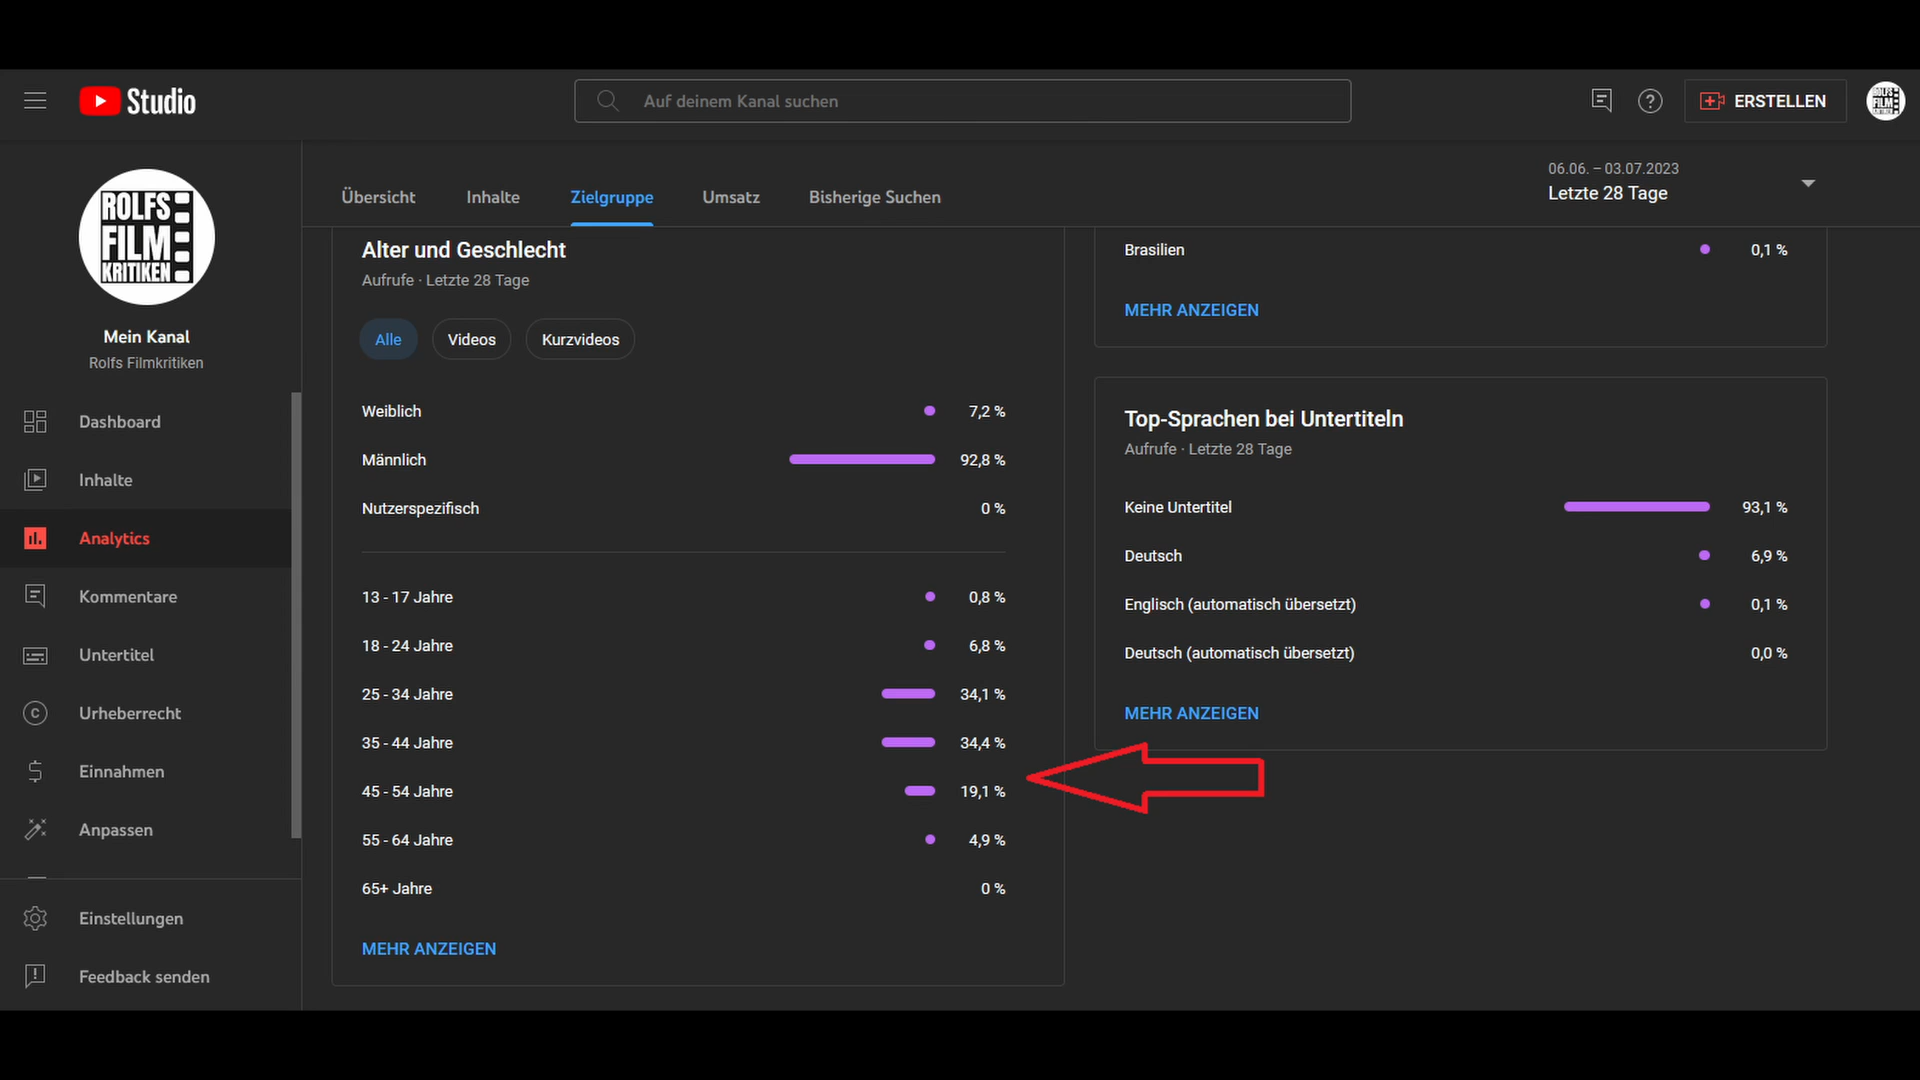 Studio
Auf deinem Kanal suchen
?
ERSTELLEN
ROLFS
FILM
KRITIKEN
Mein Kanal
Rolfs Filmkritiken
Dashboard
Inhalte
Analytics
Kommentare
Untertitel
Urheberrecht
Einnahmen
Anpassen
Einstellungen
Feedback senden
Übersicht Inhalte Zielgruppe Umsatz Bisherige Suchen
06.06. – 03.07.2023
Letzte 28 Tage
Alter und Geschlecht
Aufrufe · Letzte 28 Tage
Alle Videos Kurzvideos
Weiblich 7,2 %
Männlich 92,8 %
Nutzerspezifisch 0 %
13 - 17 Jahre 0,8 %
18 - 24 Jahre 6,8 %
25 - 34 Jahre 34,1 %
35 - 44 Jahre 34,4 %
45 - 54 Jahre 19,1 %
55 - 64 Jahre 4,9 %
65+ Jahre 0 %
MEHR ANZEIGEN
Brasilien 0,1 %
MEHR ANZEIGEN
Top-Sprachen bei Untertiteln
Aufrufe · Letzte 28 Tage
Keine Untertitel 93,1 %
Deutsch 6,9 %
Englisch (automatisch übersetzt) 0,1 %
Deutsch (automatisch übersetzt) 0,0 %
MEHR ANZEIGEN